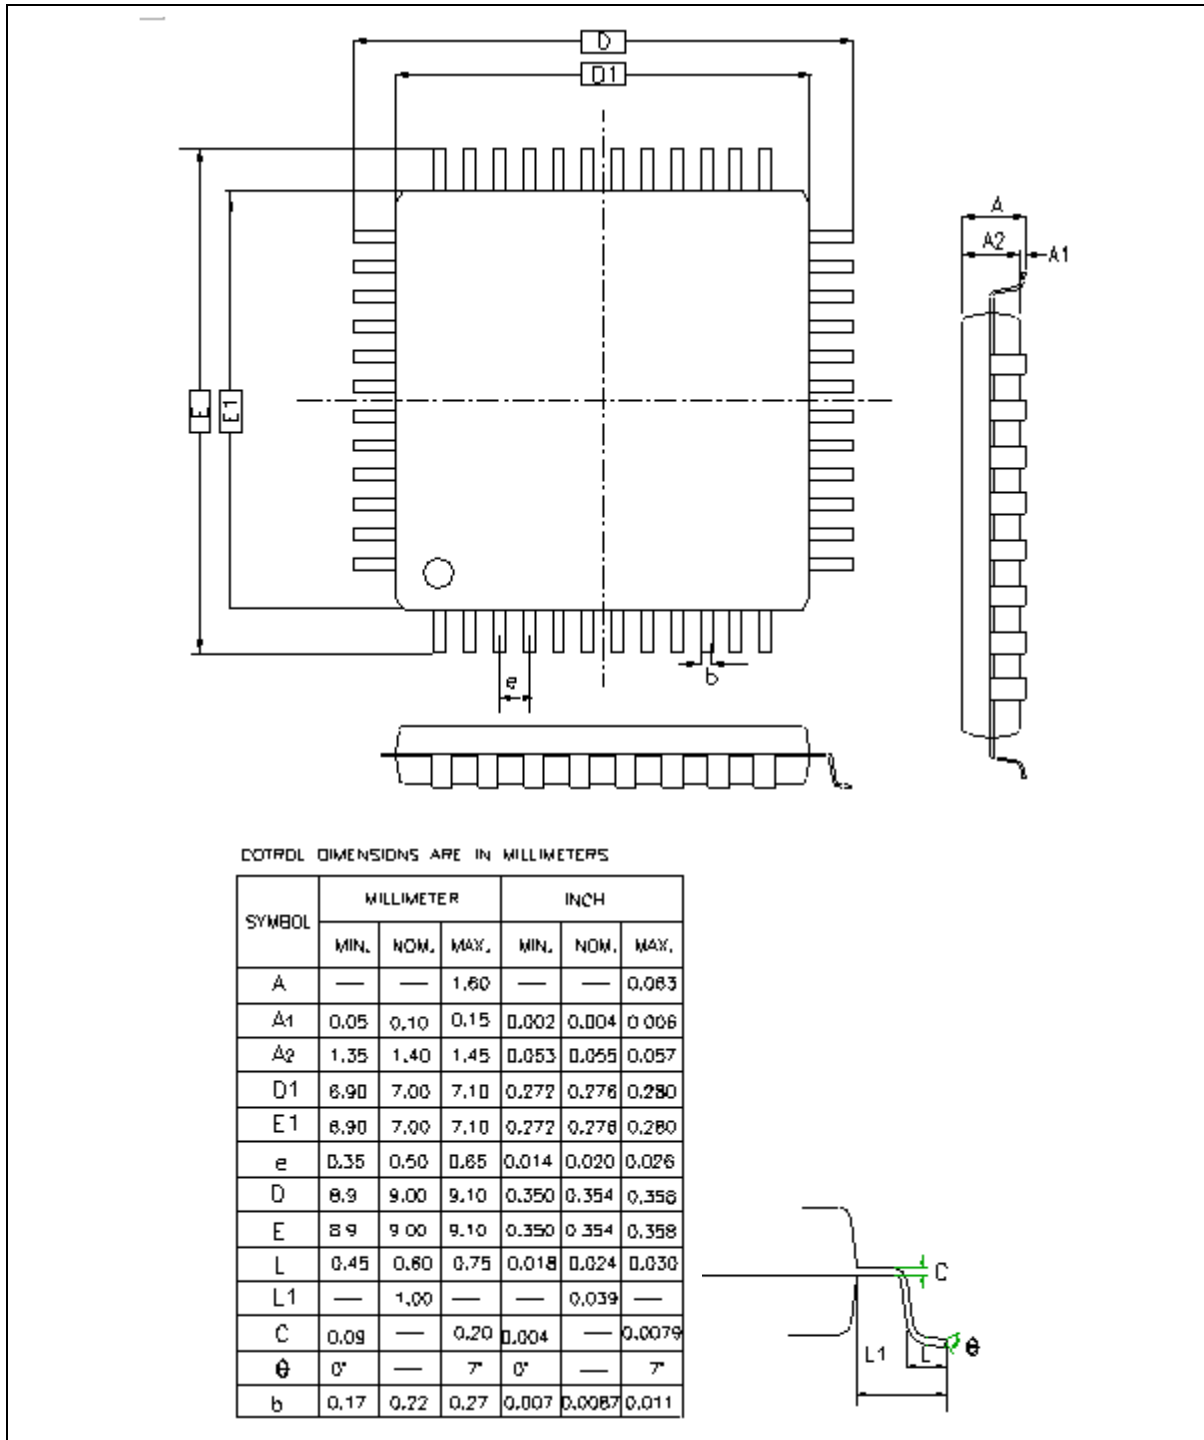 D
D1
A
A2
A1
E
E1
e
b
COTROL DIMENSIONS ARE IN MILLIMETERS
SYMBOL MILLIMETER INCH
MIN. NOM. MAX. MIN. NOM. MAX.
A — — 1.60 — — 0.063
A1 0.05 0.10 0.15 0.002 0.004 0.006
A2 1.35 1.40 1.45 0.053 0.055 0.057
D1 6.90 7.00 7.10 0.272 0.276 0.280
E1 6.90 7.00 7.10 0.272 0.276 0.280
e 0.35 0.50 0.65 0.014 0.020 0.026
D 8.9 9.00 9.10 0.350 0.354 0.358
E 8.9 9.00 9.10 0.350 0.354 0.358
L 0.45 0.60 0.75 0.018 0.024 0.030
L1 — 1.00 — — 0.039 —
C 0.09 — 0.20 0.004 — 0.0079
θ 0° — 7° 0° — 7°
b 0.17 0.22 0.27 0.007 0.0087 0.011
C
L1
L
θ